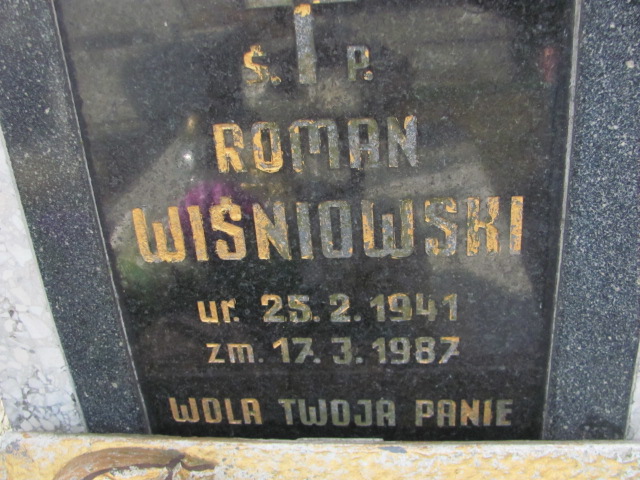 Ś. P.
ROMAN
WIŚNIOWSKI
ur. 25. 2. 1941
zm. 17. 3. 1987
WOLA TWOJA PANIE